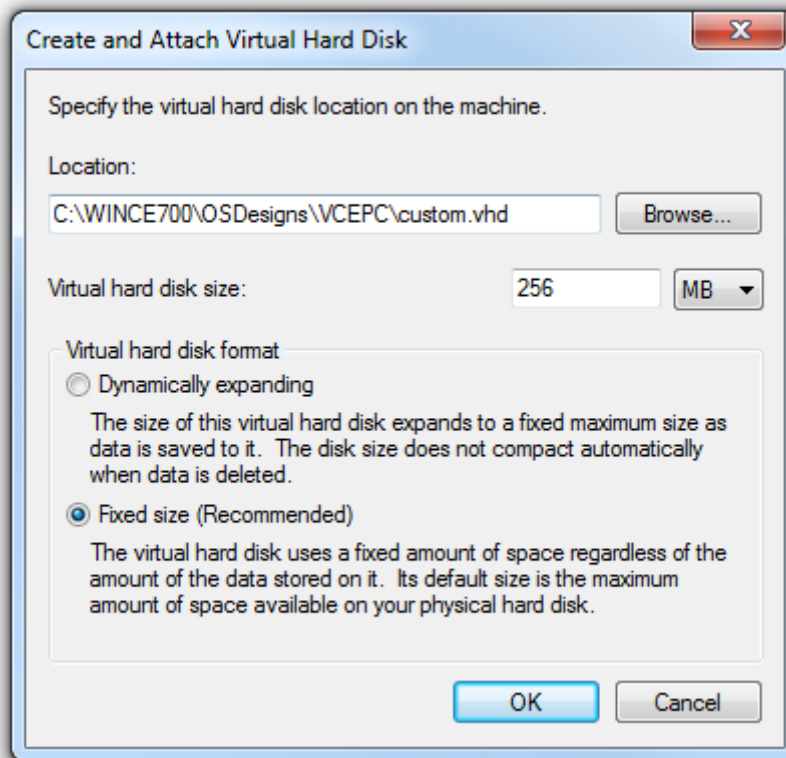 Create and Attach Virtual Hard Disk
Specify the virtual hard disk location on the machine.
Location:
C:\WINCE700\OSDesigns\VCEPC\custom.vhd Browse...
Virtual hard disk size: 256 MB
Virtual hard disk format
Dynamically expanding
The size of this virtual hard disk expands to a fixed maximum size as
data is saved to it. The disk size does not compact automatically
when data is deleted.
Fixed size (Recommended)
The virtual hard disk uses a fixed amount of space regardless of the
amount of the data stored on it. Its default size is the maximum
amount of space available on your physical hard disk.
OK Cancel